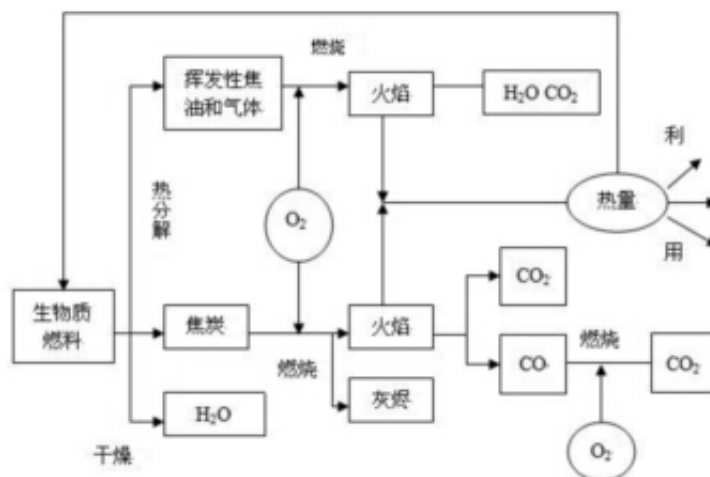 燃烧
挥发性焦
油和气体
火焰
H₂O CO₂
利
热量
用
热分解
O₂
生物质
燃料
焦炭
火焰
CO₂
燃烧
CO
燃烧
CO₂
灰烬
H₂O
干燥
O₂